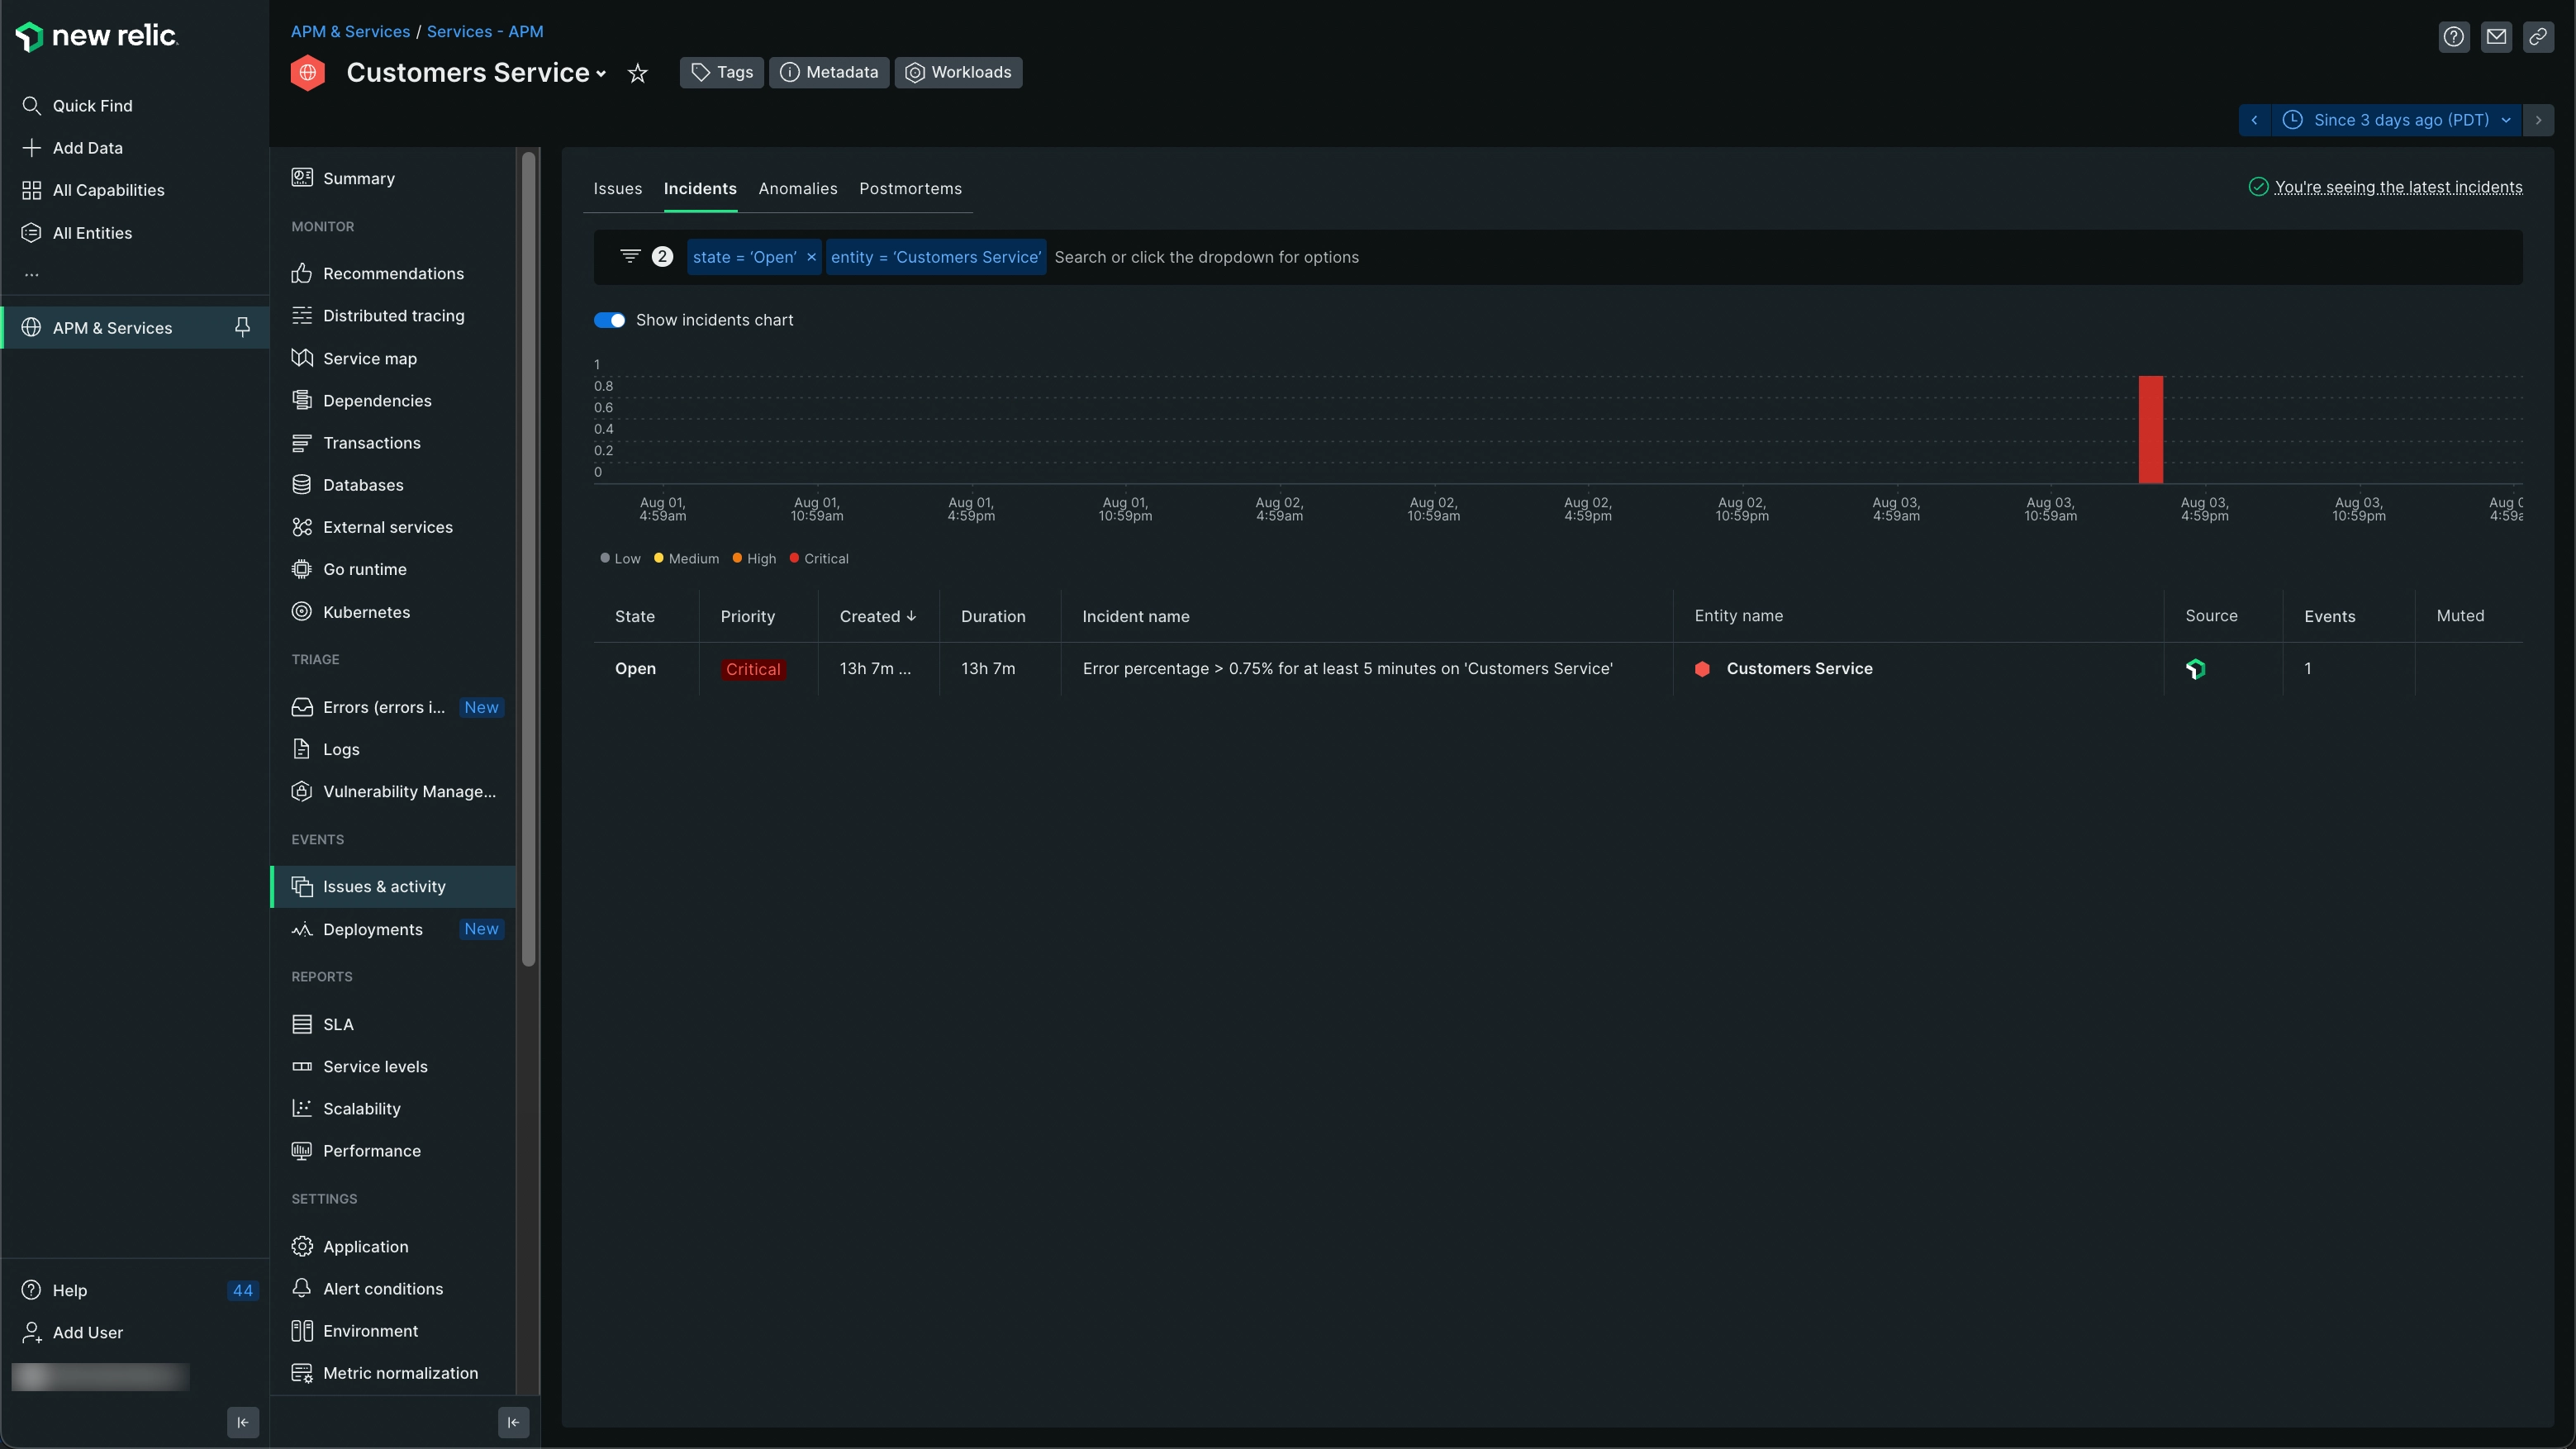 new relic.
Quick Find
Add Data
All Capabilities
All Entities
...
APM & Services
Help 44
Add User
APM & Services / Services - APM
Customers Service
Tags
Metadata
Workloads
Since 3 days ago (PDT)
Summary
MONITOR
Recommendations
Distributed tracing
Service map
Dependencies
Transactions
Databases
External services
Go runtime
Kubernetes
TRIAGE
Errors (errors i... New
Logs
Vulnerability Manage...
EVENTS
Issues & activity
Deployments New
REPORTS
SLA
Service levels
Scalability
Performance
SETTINGS
Application
Alert conditions
Environment
Metric normalization
Issues Incidents Anomalies Postmortems
You're seeing the latest incidents
2 state = ‘Open’ × entity = ‘Customers Service’ Search or click the dropdown for options
Show incidents chart
1
0.8
0.6
0.4
0.2
0
Aug 01, 4:59am
Aug 01, 10:59am
Aug 01, 4:59pm
Aug 01, 10:59pm
Aug 02, 4:59am
Aug 02, 10:59am
Aug 02, 4:59pm
Aug 02, 10:59pm
Aug 03, 4:59am
Aug 03, 10:59am
Aug 03, 4:59pm
Aug 03, 10:59pm
Aug 0 4:59a
Low Medium High Critical
State Priority Created ↓ Duration Incident name Entity name Source Events Muted
Open Critical 13h 7m ... 13h 7m Error percentage > 0.75% for at least 5 minutes on 'Customers Service' Customers Service 1